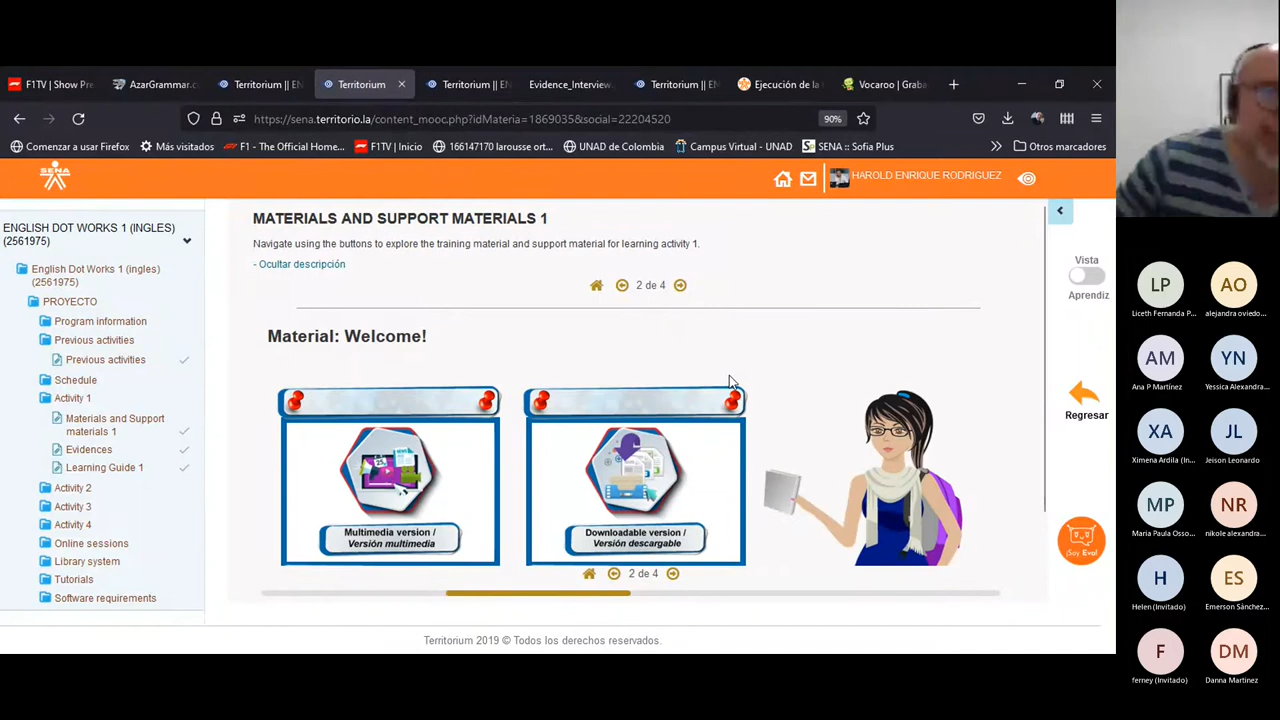 F1TV | Show Pre
AzarGrammar.c
Territorium || EN
Territorium
Territorium || EN
Evidence_Interview
Territorium || EN
Ejecución de la
Vocaroo | Graba
https://sena.territorio.la/content_mooc.php?idMateria=1869035&social=22204520
90%
Comenzar a usar Firefox
Más visitados
F1 - The Official Home...
F1TV | Inicio
166147170 larousse ort...
UNAD de Colombia
Campus Virtual - UNAD
SENA :: Sofia Plus
Otros marcadores
SENA
HAROLD ENRIQUE RODRIGUEZ
ENGLISH DOT WORKS 1 (INGLES)
(2561975)
English Dot Works 1 (ingles)
(2561975)
PROYECTO
Program information
Previous activities
Previous activities
Schedule
Activity 1
Materials and Support
materials 1
Evidences
Learning Guide 1
Activity 2
Activity 3
Activity 4
Online sessions
Library system
Tutorials
Software requirements
MATERIALS AND SUPPORT MATERIALS 1
Navigate using the buttons to explore the training material and support material for learning activity 1.
- Ocultar descripción
2 de 4
Material: Welcome!
Multimedia version /
Versión multimedia
Downloadable version /
Versión descargable
2 de 4
Vista
Aprendiz
Regresar
¡Soy Evo!
Territorium 2019 © Todos los derechos reservados.
LP
Liceth Fernanda P...
AO
alejandra oviedo...
AM
Ana P Martínez
YN
Yessica Alexandra...
XA
Ximena Ardila (In...
JL
Jeison Leonardo
MP
Maria Paula Osso...
NR
nikole alexandra...
H
Helen (Invitado)
ES
Emerson Sánchez...
F
ferney (Invitado)
DM
Danna Martinez